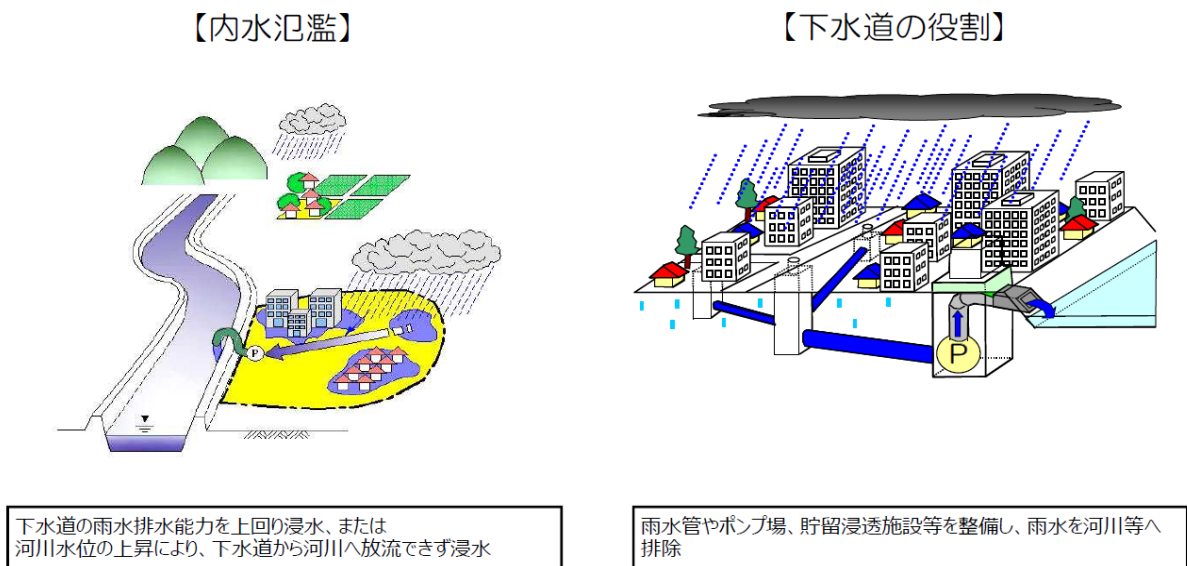 【内水氾濫】
【下水道の役割】
P
P
下水道の雨水排水能力を上回り浸水、または
河川水位の上昇により、下水道から河川へ放流できず浸水
雨水管やポンプ場、貯留浸透施設等を整備し、雨水を河川等へ
排除